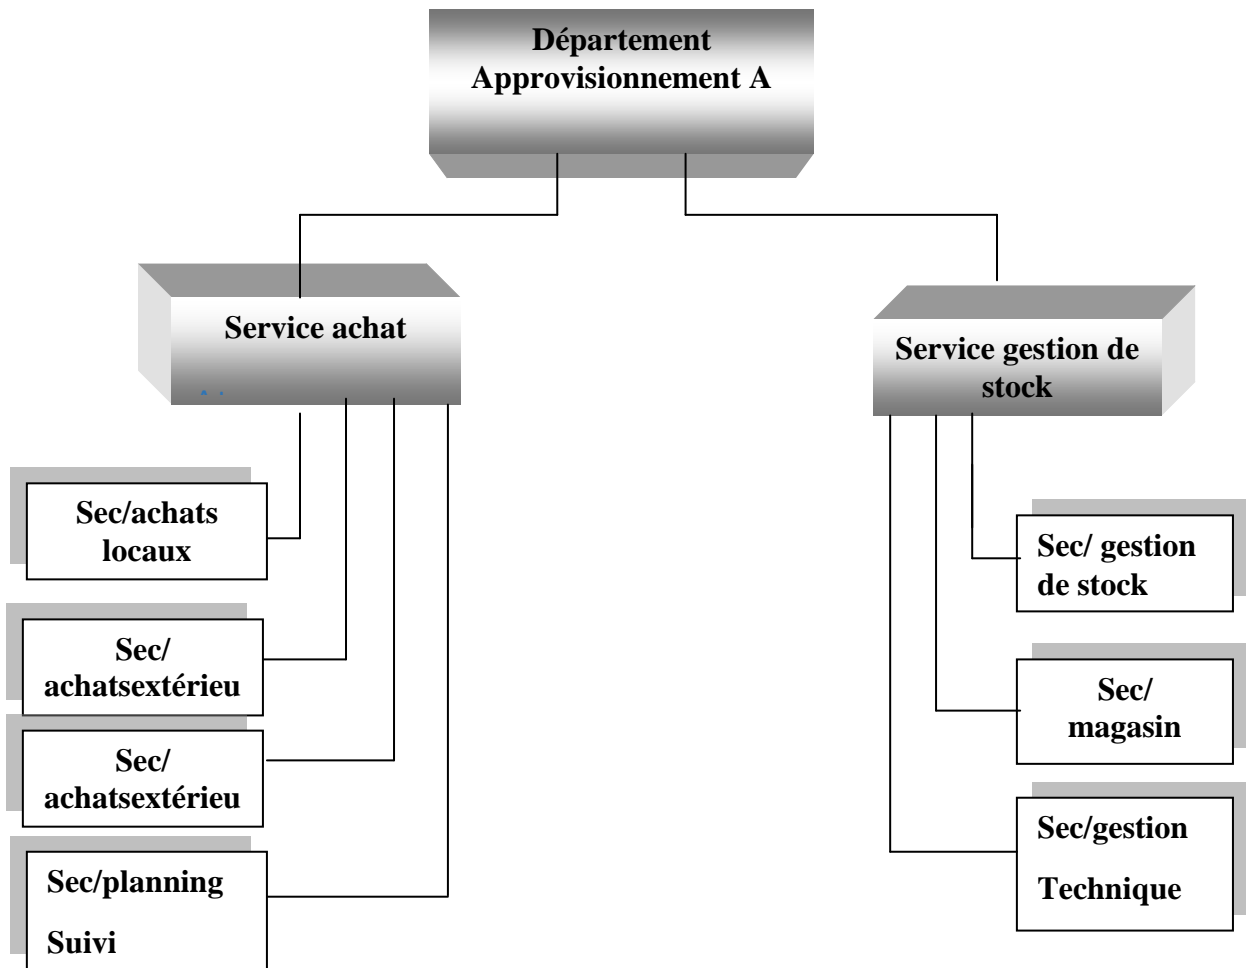 Département
Approvisionnement A
Service achat
Service gestion de
stock
Sec/achats
locaux
Sec/
achatsextérieu
Sec/
achatsextérieu
Sec/planning
Suivi
Sec/ gestion
de stock
Sec/
magasin
Sec/gestion
Technique